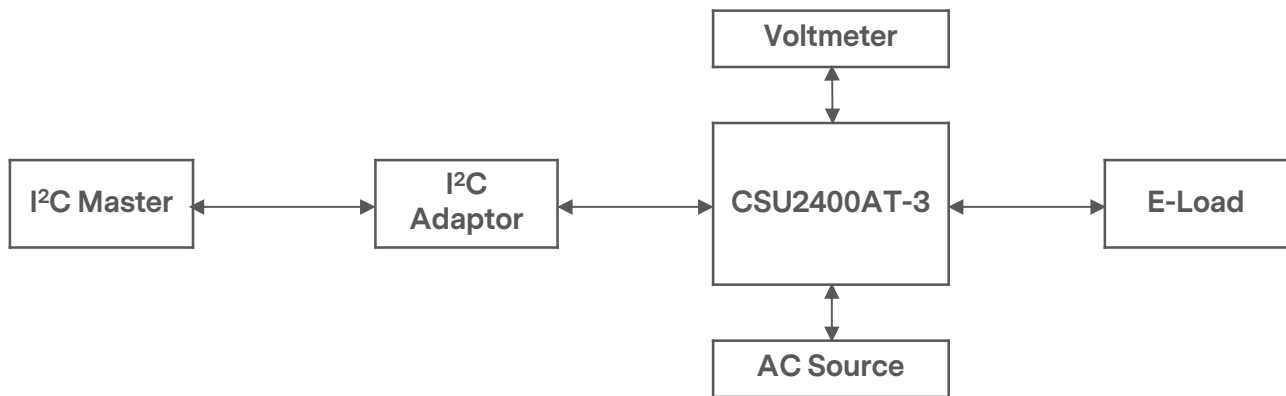 Voltmeter
I²C Master
I²C
Adaptor
CSU2400AT-3
E-Load
AC Source